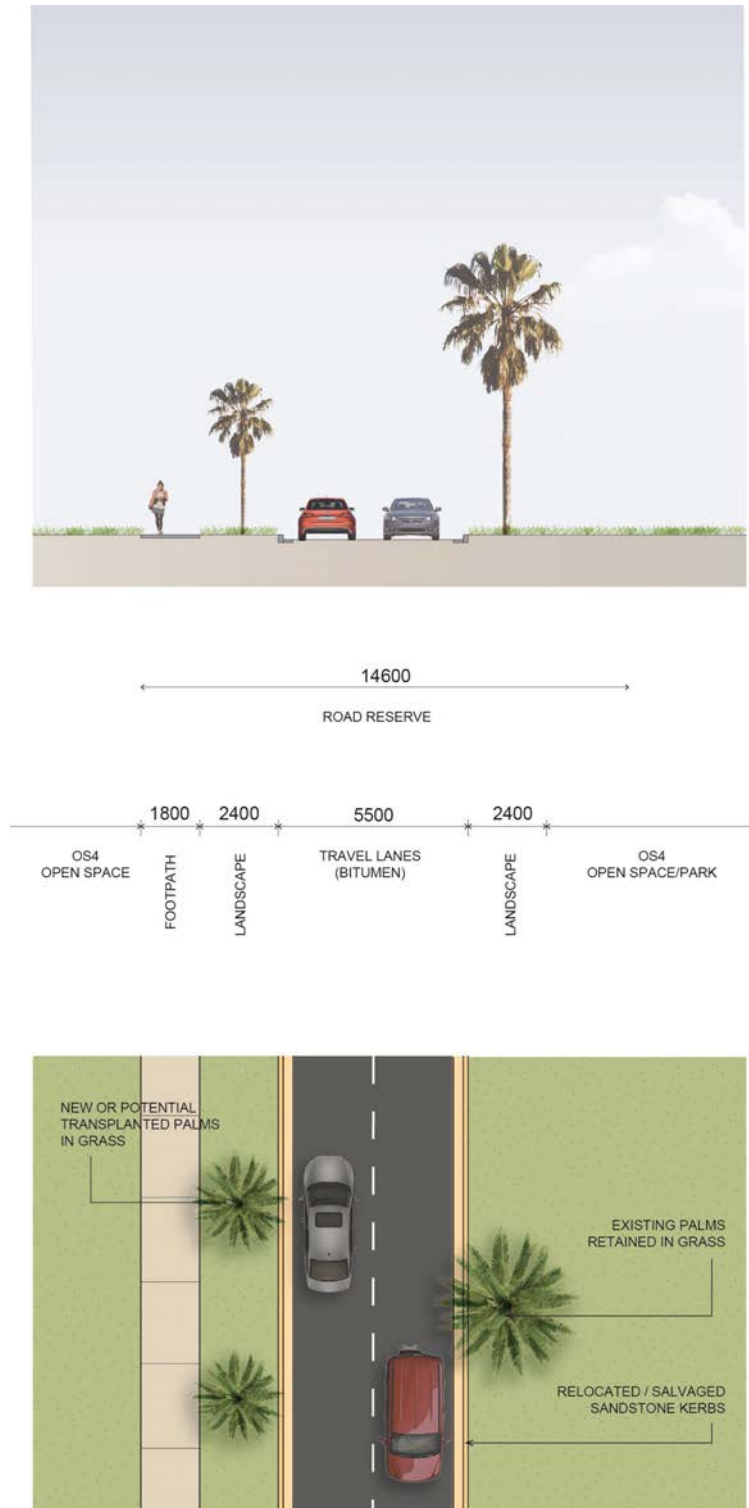 14600
ROAD RESERVE
1800
2400
5500
2400
OS4
OPEN SPACE
FOOTPATH
LANDSCAPE
TRAVEL LANES
(BITUMEN)
LANDSCAPE
OS4
OPEN SPACE/PARK
NEW OR POTENTIAL
TRANSPLANTED PALMS
IN GRASS
EXISTING PALMS
RETAINED IN GRASS
RELOCATED / SALVAGED
SANDSTONE KERBS